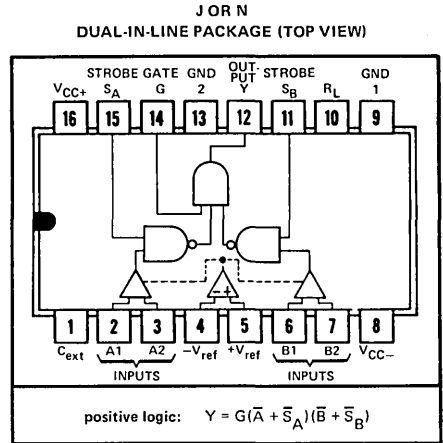 J OR N
DUAL-IN-LINE PACKAGE (TOP VIEW)
VCC+ STROBE SA GATE G GND 2 OUT-PUT Y STROBE SB RL GND 1
16 15 14 13 12 11 10 9
- +
1 2 3 4 5 6 7 8
Cext A1 A2 -Vref +Vref B1 B2 VCC-
INPUTS INPUTS
positive logic: Y = G(A̅ + S̅A)(B̅ + S̅B)